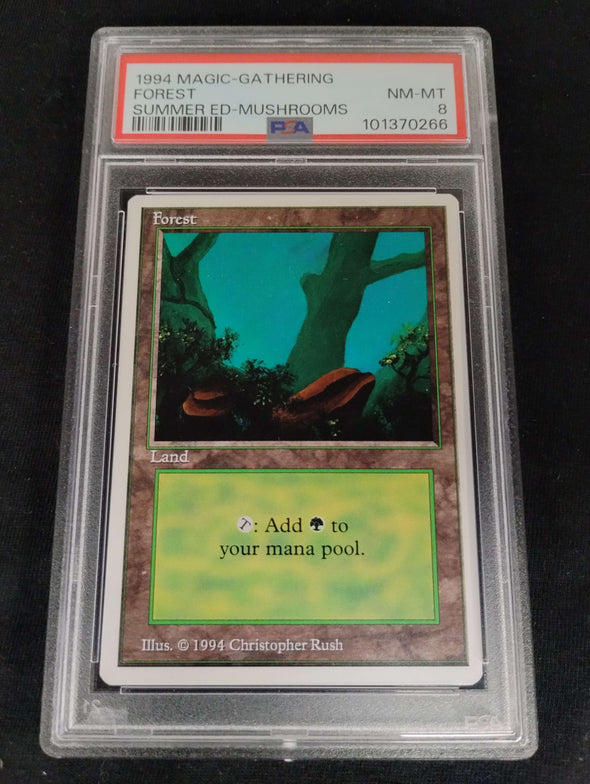 1994 MAGIC-GATHERING
FOREST NM-MT
SUMMER ED-MUSHROOMS 8
PSA 101370266
Forest
Land
T: Add to
your mana pool.
Illus. © 1994 Christopher Rush
PSA